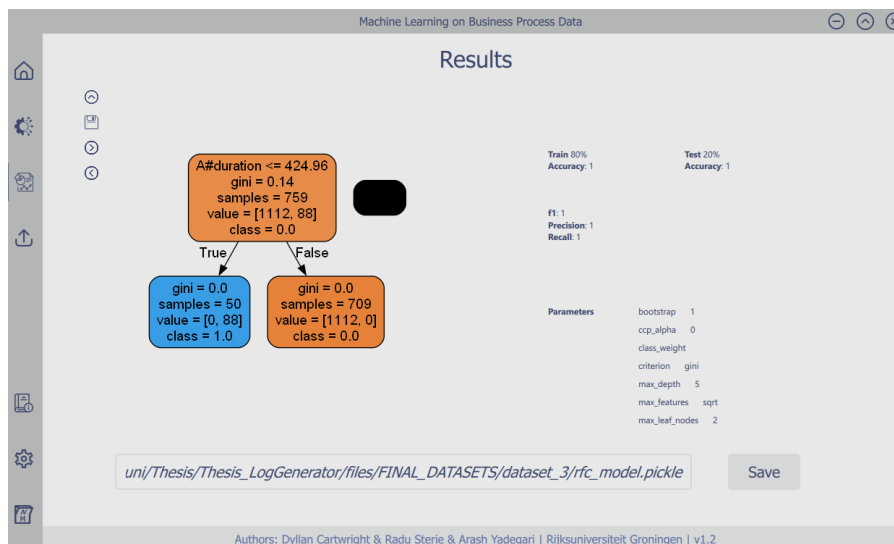 Machine Learning on Business Process Data
Results
A#duration <= 424.96
gini = 0.14
samples = 759
value = [1112, 88]
class = 0.0
True
False
gini = 0.0
samples = 50
value = [0, 88]
class = 1.0
gini = 0.0
samples = 709
value = [1112, 0]
class = 0.0
Train 80%
Accuracy: 1
Test 20%
Accuracy: 1
f1: 1
Precision: 1
Recall: 1
Parameters
bootstrap 1
ccp_alpha 0
class_weight
criterion gini
max_depth 5
max_features sqrt
max_leaf_nodes 2
uni/Thesis/Thesis_LogGenerator/files/FINAL_DATASETS/dataset_3/rfc_model.pickle
Save
Authors: Dyllan Cartwright & Radu Sterie & Arash Yadegari | Rijksuniversiteit Groningen | v1.2